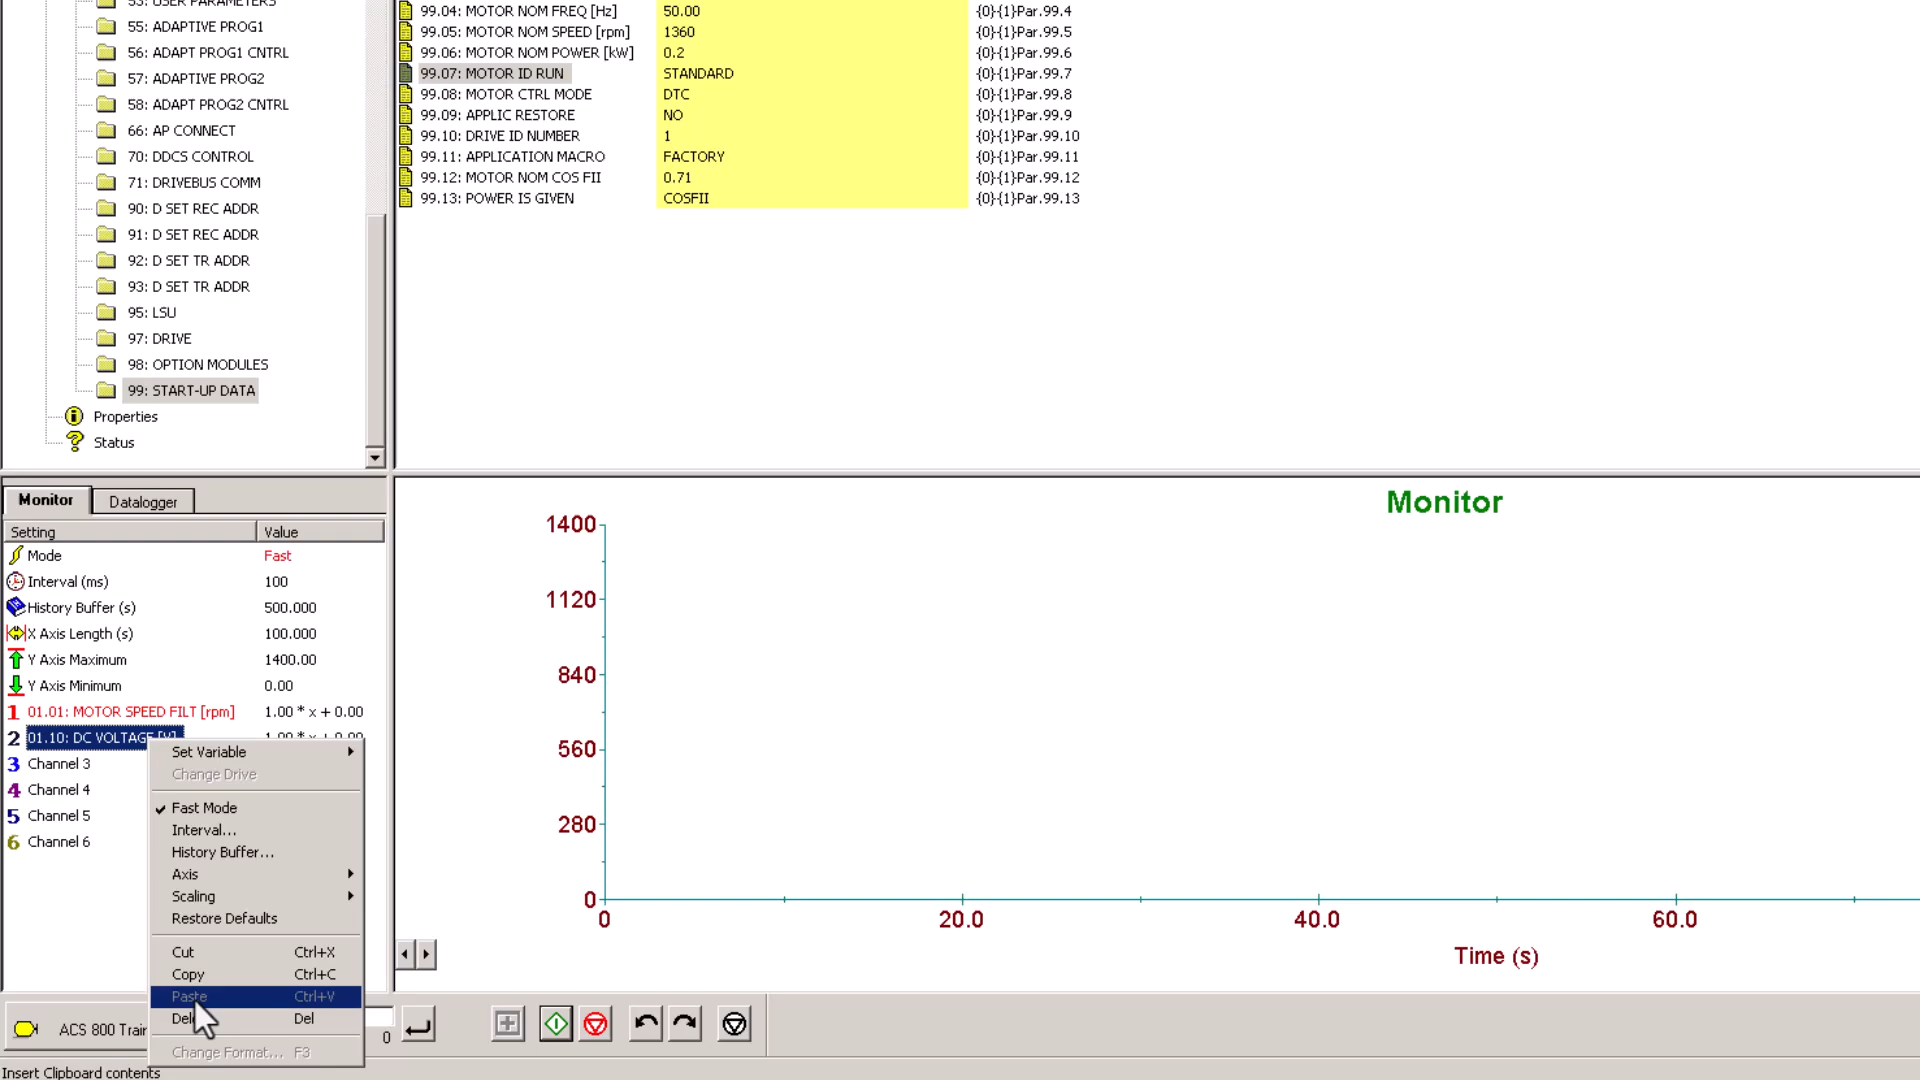 53: USER PARAMETERS
55: ADAPTIVE PROG1
56: ADAPT PROG1 CNTRL
57: ADAPTIVE PROG2
58: ADAPT PROG2 CNTRL
66: AP CONNECT
70: DDCS CONTROL
71: DRIVEBUS COMM
90: D SET REC ADDR
91: D SET REC ADDR
92: D SET TR ADDR
93: D SET TR ADDR
95: LSU
97: DRIVE
98: OPTION MODULES
99: START-UP DATA
Properties
Status
99.04: MOTOR NOM FREQ [Hz] 50.00 {0}{1}Par.99.4
99.05: MOTOR NOM SPEED [rpm] 1360 {0}{1}Par.99.5
99.06: MOTOR NOM POWER [kW] 0.2 {0}{1}Par.99.6
99.07: MOTOR ID RUN STANDARD {0}{1}Par.99.7
99.08: MOTOR CTRL MODE DTC {0}{1}Par.99.8
99.09: APPLIC RESTORE NO {0}{1}Par.99.9
99.10: DRIVE ID NUMBER 1 {0}{1}Par.99.10
99.11: APPLICATION MACRO FACTORY {0}{1}Par.99.11
99.12: MOTOR NOM COS FII 0.71 {0}{1}Par.99.12
99.13: POWER IS GIVEN COSFII {0}{1}Par.99.13
Monitor Datalogger
Setting Value
Mode Fast
Interval (ms) 100
History Buffer (s) 500.000
X Axis Length (s) 100.000
Y Axis Maximum 1400.00
Y Axis Minimum 0.00
1 01.01: MOTOR SPEED FILT [rpm] 1.00 * x + 0.00
2 01.10: DC VOLTAGE [V] 1.00 * x + 0.00
3 Channel 3
4 Channel 4
5 Channel 5
6 Channel 6
Set Variable
Change Drive
Fast Mode
Interval...
History Buffer...
Axis
Scaling
Restore Defaults
Cut Ctrl+X
Copy Ctrl+C
Paste Ctrl+V
Del
Change Format... F3
Monitor
1400
1120
840
560
280
0
0 20.0 40.0 60.0
Time (s)
ACS 800 Trai
0
Insert Clipboard contents